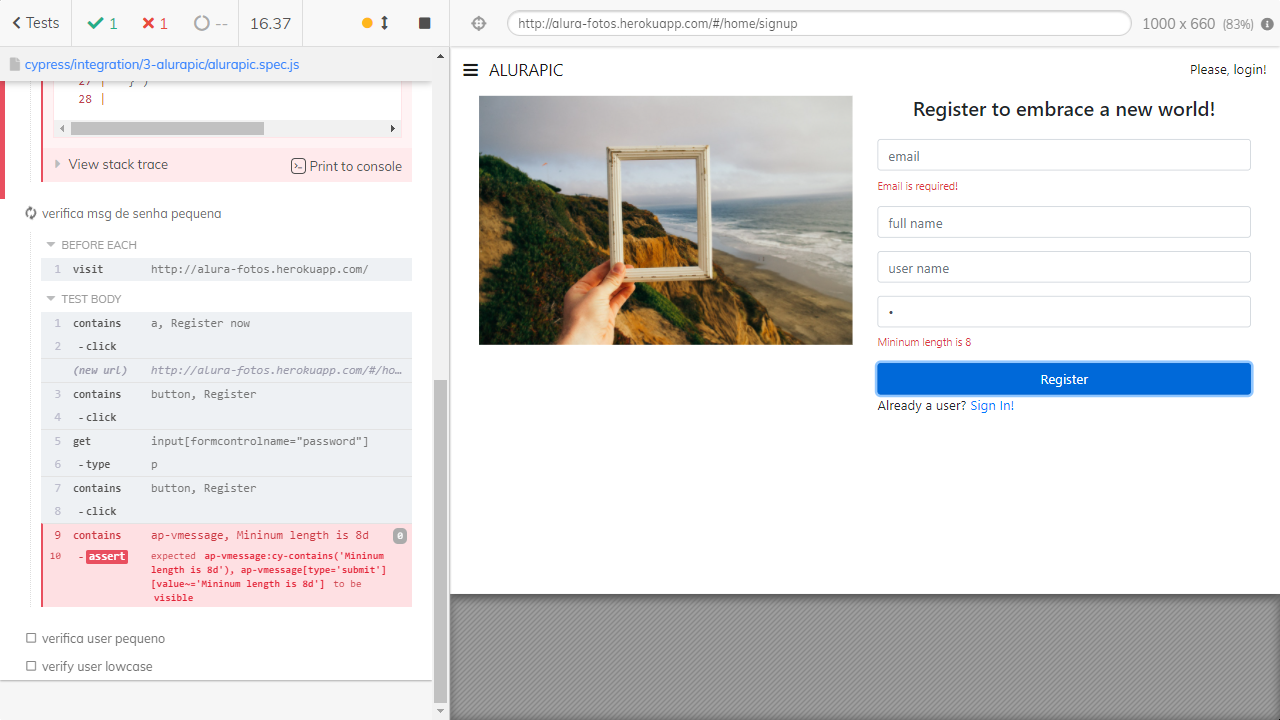 Tests
1
1
--
16.37
http://alura-fotos.herokuapp.com/#/home/signup
1000 x 660 (83%)
cypress/integration/3-alurapic/alurapic.spec.js
27 | })
28 |
View stack trace
Print to console
verifica msg de senha pequena
BEFORE EACH
1 visit http://alura-fotos.herokuapp.com/
TEST BODY
1 contains a, Register now
2 -click
(new url) http://alura-fotos.herokuapp.com/#/ho…
3 contains button, Register
4 -click
5 get input[formcontrolname="password"]
6 -type p
7 contains button, Register
8 -click
9 contains ap-vmessage, Mininum length is 8d 0
10 -assert expected ap-vmessage:cy-contains('Mininum
length is 8d'), ap-vmessage[type='submit']
[value~='Mininum length is 8d'] to be
visible
verifica user pequeno
verify user lowcase
ALURAPIC
Please, login!
Register to embrace a new world!
email
Email is required!
full name
user name
•
Mininum length is 8
Register
Already a user? Sign In!